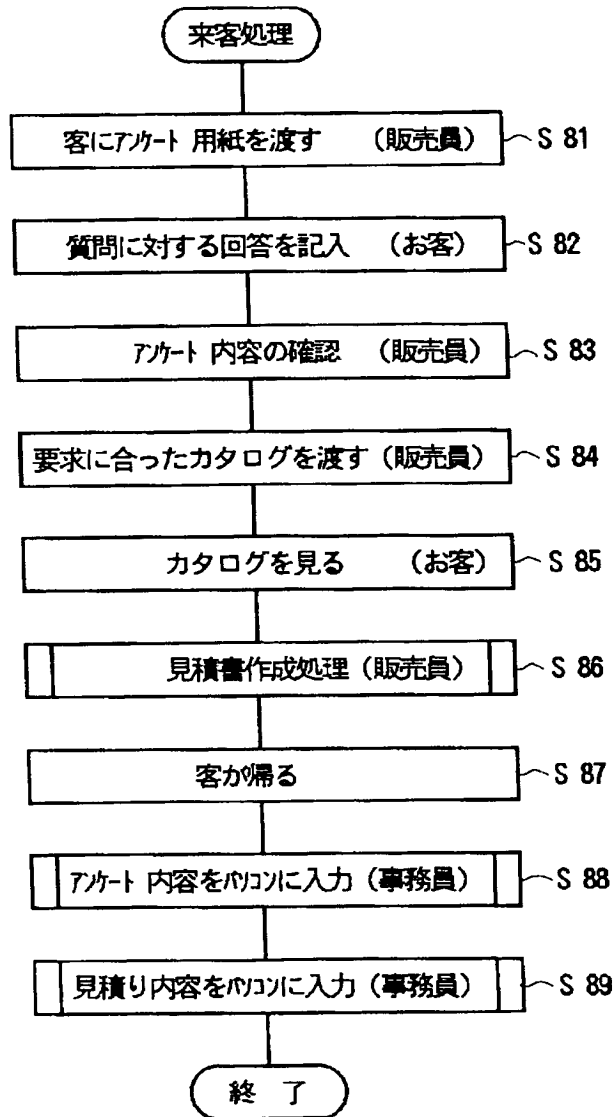 来客処理
客にｱﾝｹｰﾄ 用紙を渡す （販売員） S 81
質問に対する回答を記入 （お客） S 82
ｱﾝｹｰﾄ 内容の確認 （販売員） S 83
要求に合ったカタログを渡す（販売員） S 84
カタログを見る （お客） S 85
見積書作成処理（販売員） S 86
客が帰る S 87
ｱﾝｹｰﾄ 内容をﾊﾟｿｺﾝに入力（事務員） S 88
見積り内容をﾊﾟｿｺﾝに入力（事務員） S 89
終 了